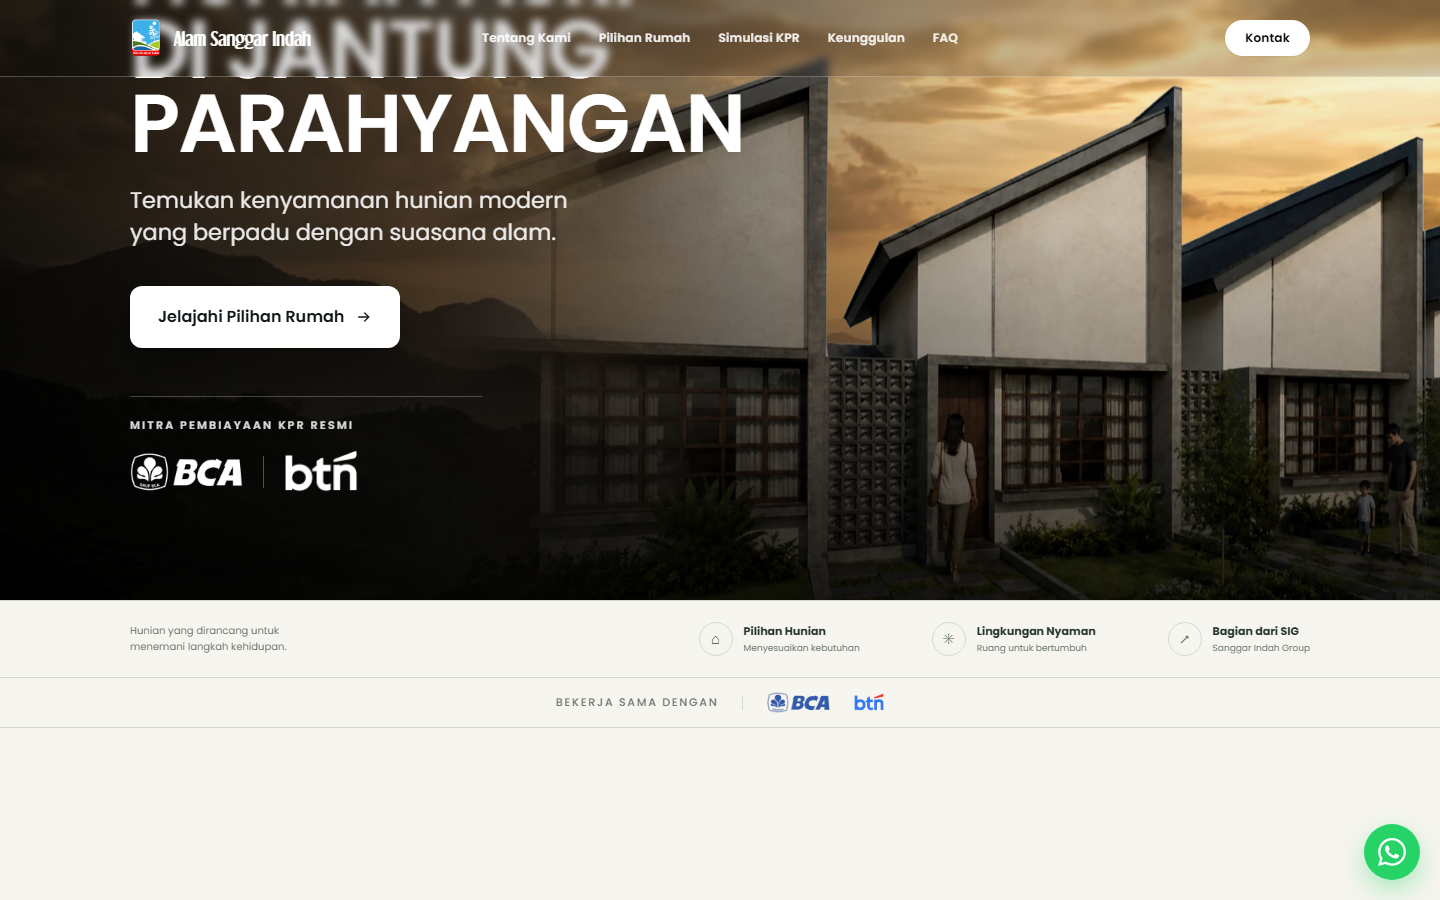 Alam Sanggar Indah
Tentang Kami
Pilihan Rumah
Simulasi KPR
Keunggulan
FAQ
Kontak
DI JANTUNG
PARAHYANGAN
Temukan kenyamanan hunian modern
yang berpadu dengan suasana alam.
Jelajahi Pilihan Rumah →
MITRA PEMBIAYAAN KPR RESMI
BCA
btn
Hunian yang dirancang untuk
menemani langkah kehidupan.
Pilihan Hunian
Menyesuaikan kebutuhan
Lingkungan Nyaman
Ruang untuk bertumbuh
Bagian dari SIG
Sanggar Indah Group
BEKERJA SAMA DENGAN
BCA
btn